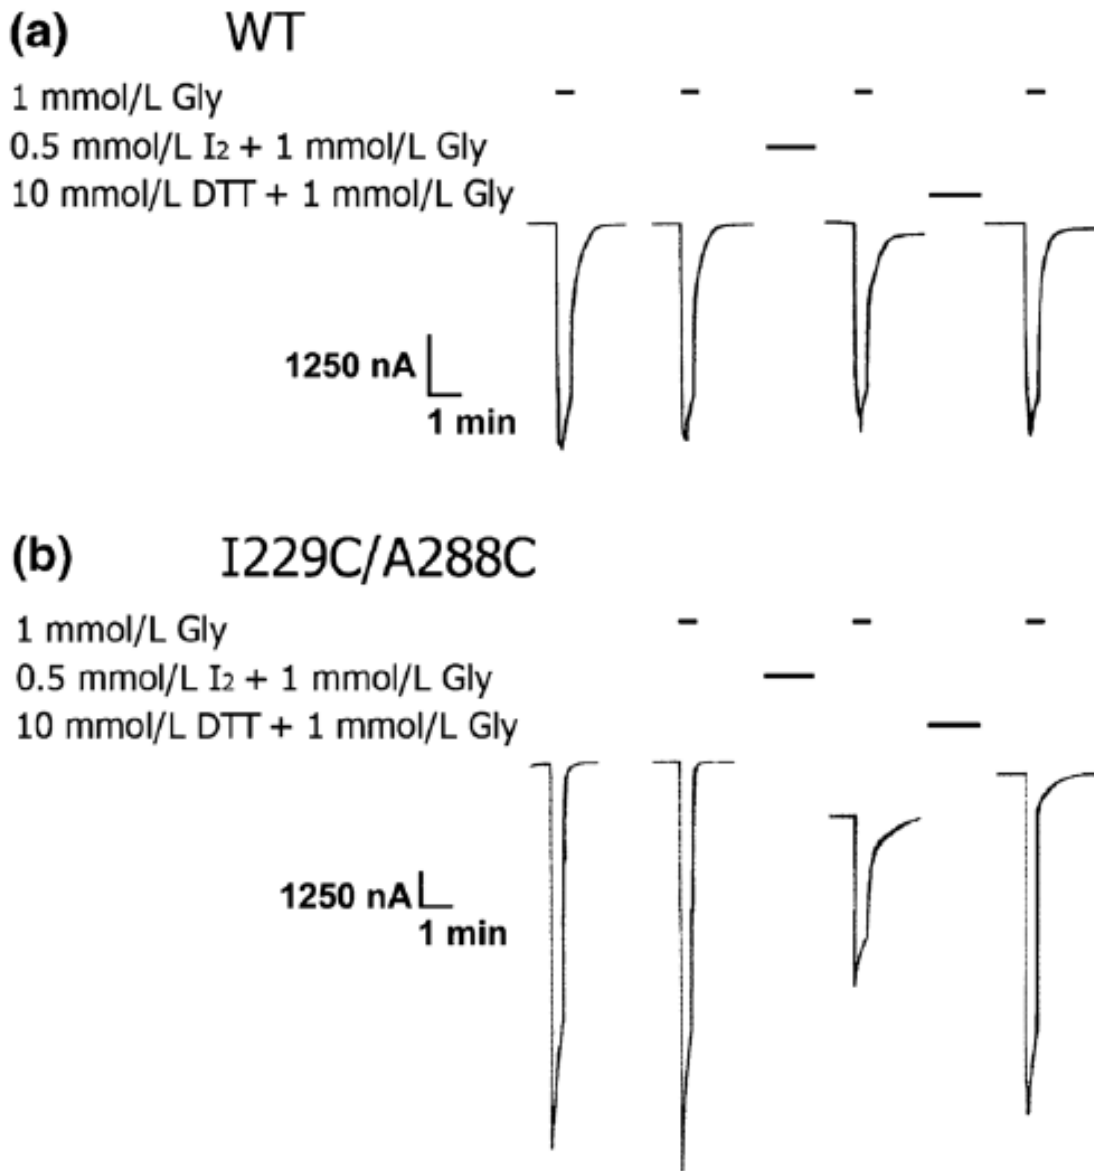 (a) WT
1 mmol/L Gly
0.5 mmol/L I₂ + 1 mmol/L Gly
10 mmol/L DTT + 1 mmol/L Gly
1250 nA
1 min
(b) I229C/A288C
1 mmol/L Gly
0.5 mmol/L I₂ + 1 mmol/L Gly
10 mmol/L DTT + 1 mmol/L Gly
1250 nA
1 min